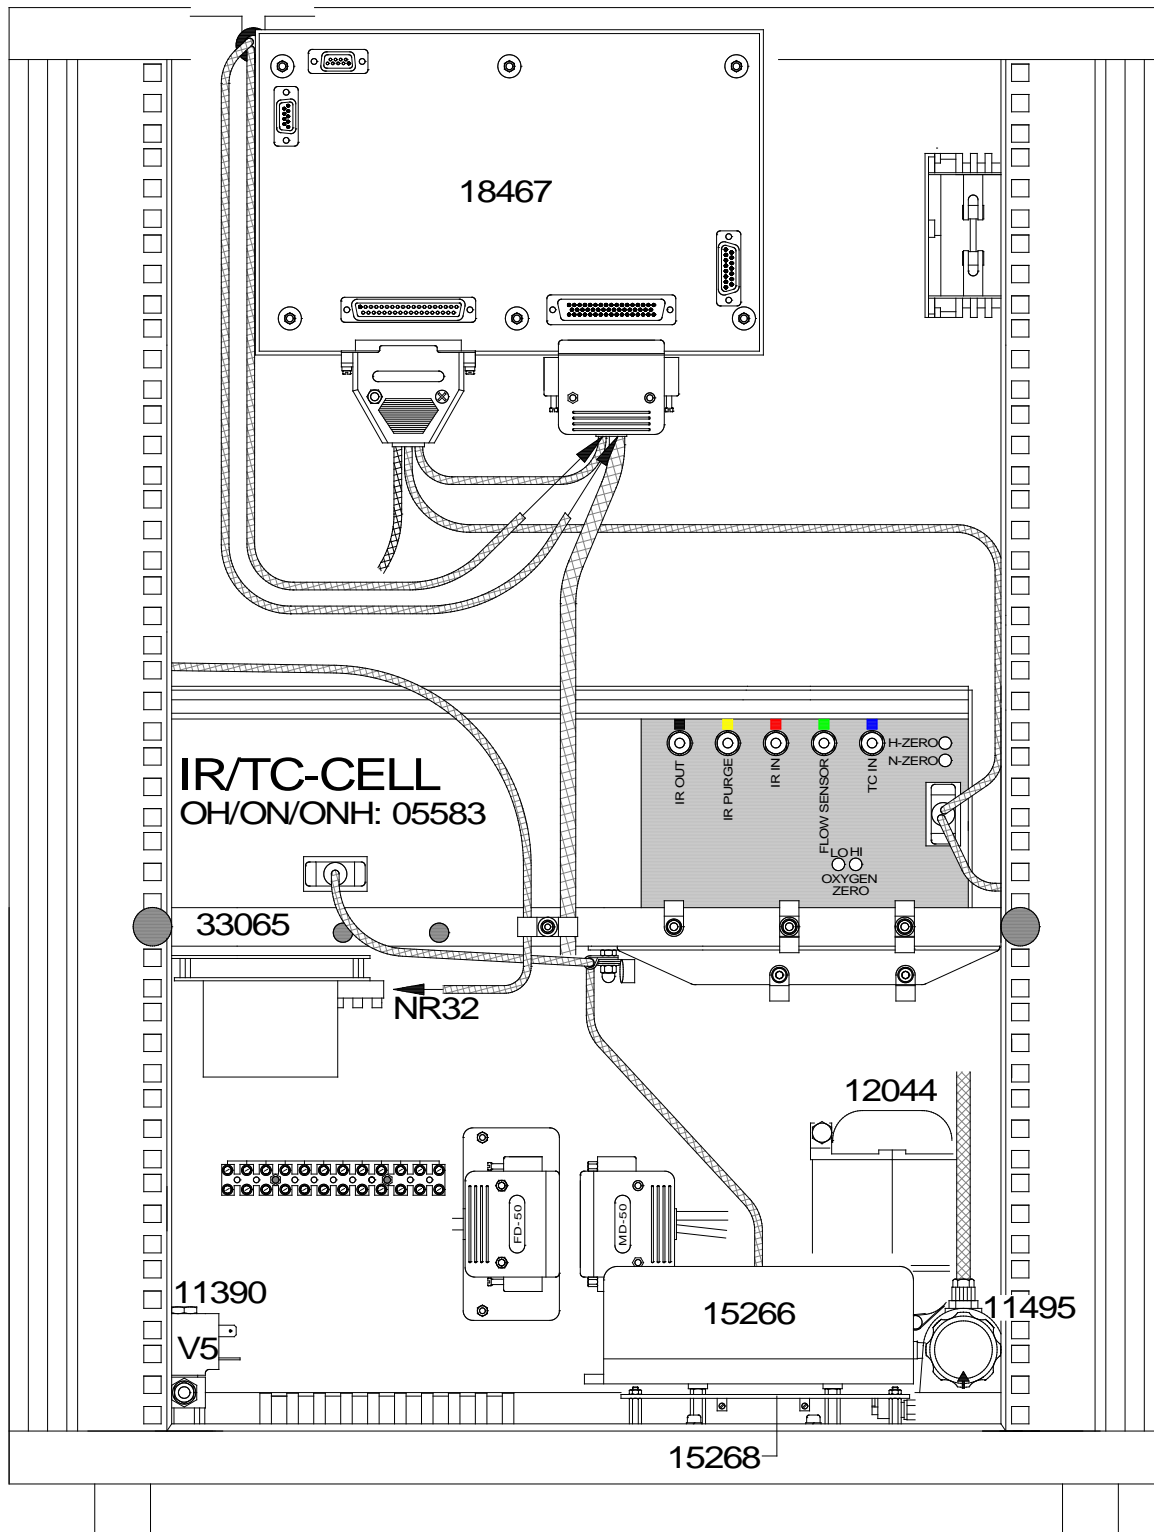 18467
H-ZERO
N-ZERO
IR OUT
IR PURGE
IR IN
FLOW SENSOR
TC IN
IR/TC-CELL
OH/ON/ONH: 05583
LO HI
OXYGEN
ZERO
33065
NR32
12044
FD-50
MD-50
11390
15266
11495
V5
15268